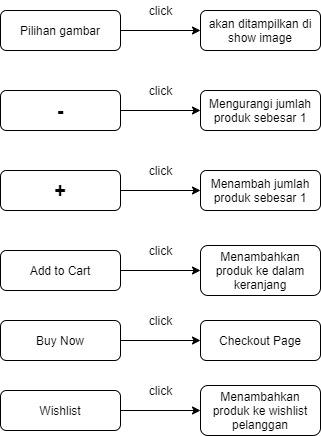 click
Pilihan gambar
akan ditampilkan di
show image
click
-
Mengurangi jumlah
produk sebesar 1
click
+
Menambah jumlah
produk sebesar 1
click
Add to Cart
Menambahkan
produk ke dalam
keranjang
click
Buy Now
Checkout Page
click
Wishlist
Menambahkan
produk ke wishlist
pelanggan